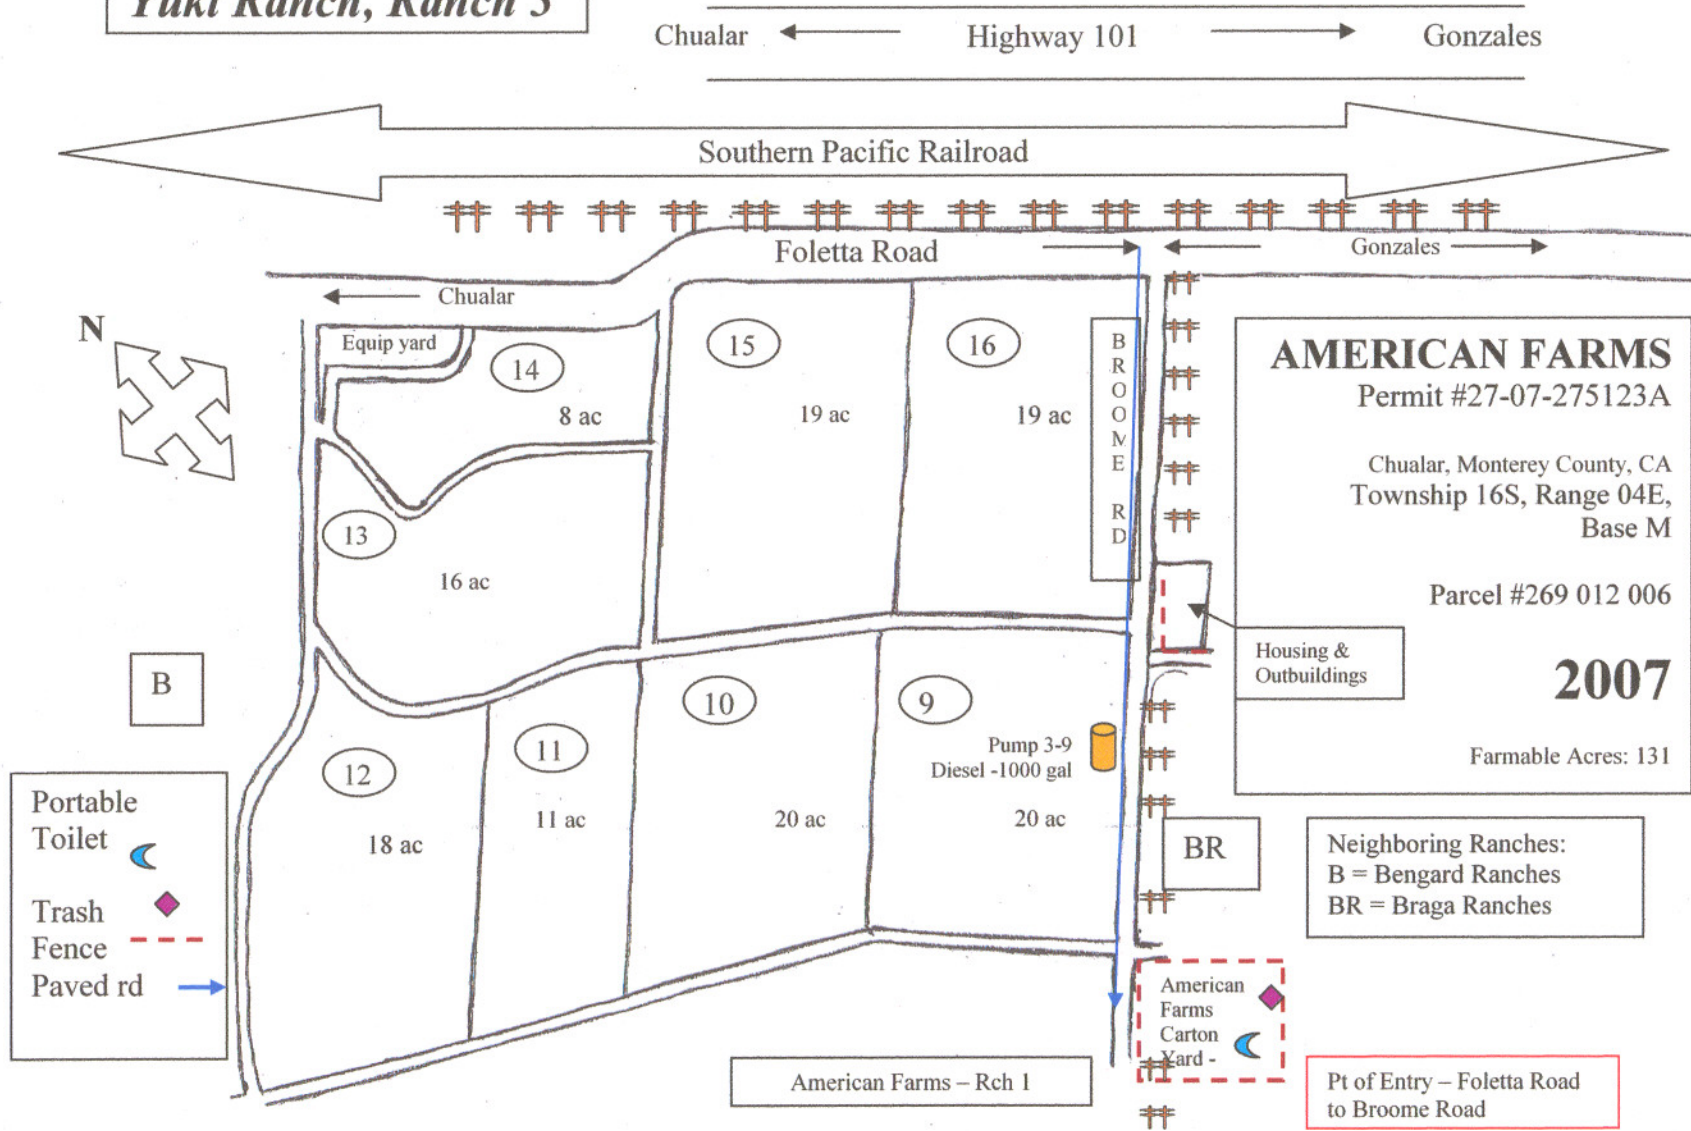 Yuki Ranch, Ranch 3
Chualar Highway 101 Gonzales
Southern Pacific Railroad
Foletta Road
Gonzales
Chualar
N
Equip yard
14
8 ac
15
19 ac
16
19 ac
BROOME RD
13
16 ac
AMERICAN FARMS
Permit #27-07-275123A
Chualar, Monterey County, CA
Township 16S, Range 04E,
Base M
Parcel #269 012 006
2007
Farmable Acres: 131
Housing &
Outbuildings
B
12
18 ac
11
11 ac
10
20 ac
9
Pump 3-9
Diesel -1000 gal
20 ac
BR
Neighboring Ranches:
B = Bengard Ranches
BR = Braga Ranches
Portable
Toilet
Trash
Fence
Paved rd
American
Farms
Carton
Yard -
American Farms – Rch 1
Pt of Entry – Foletta Road
to Broome Road